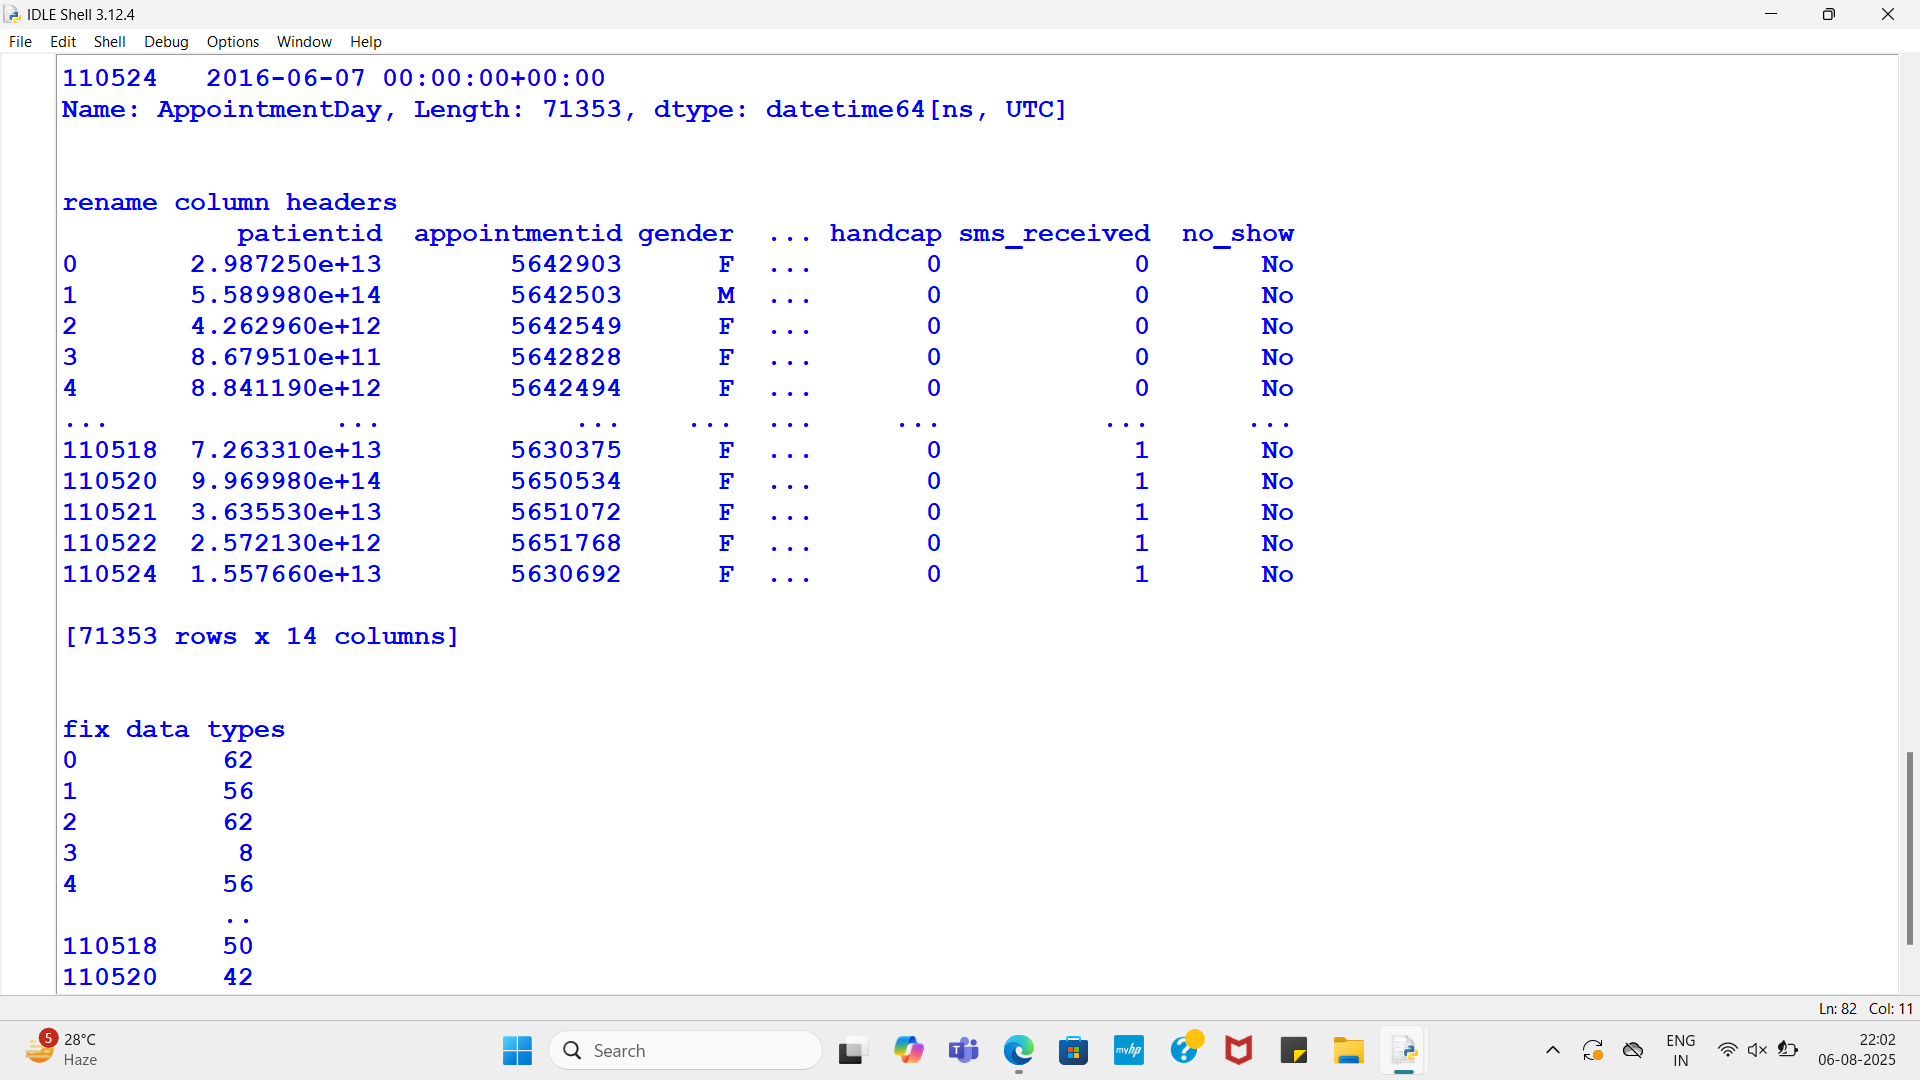 IDLE Shell 3.12.4
File Edit Shell Debug Options Window Help
110524   2016-06-07 00:00:00+00:00
Name: AppointmentDay, Length: 71353, dtype: datetime64[ns, UTC]
rename column headers
patientid  appointmentid gender  ... handcap sms_received  no_show
0       2.987250e+13        5642903      F  ...       0            0       No
1       5.589980e+14        5642503      M  ...       0            0       No
2       4.262960e+12        5642549      F  ...       0            0       No
3       8.679510e+11        5642828      F  ...       0            0       No
4       8.841190e+12        5642494      F  ...       0            0       No
...              ...            ...    ...  ...     ...          ...      ...
110518  7.263310e+13        5630375      F  ...       0            1       No
110520  9.969980e+14        5650534      F  ...       0            1       No
110521  3.635530e+13        5651072      F  ...       0            1       No
110522  2.572130e+12        5651768      F  ...       0            1       No
110524  1.557660e+13        5630692      F  ...       0            1       No
[71353 rows x 14 columns]
fix data types
0         62
1         56
2         62
3          8
4         56
..
110518    50
110520    42
Ln: 82 Col: 11
5
28°C
Haze
Search
myhp
ENG
IN
22:02
06-08-2025